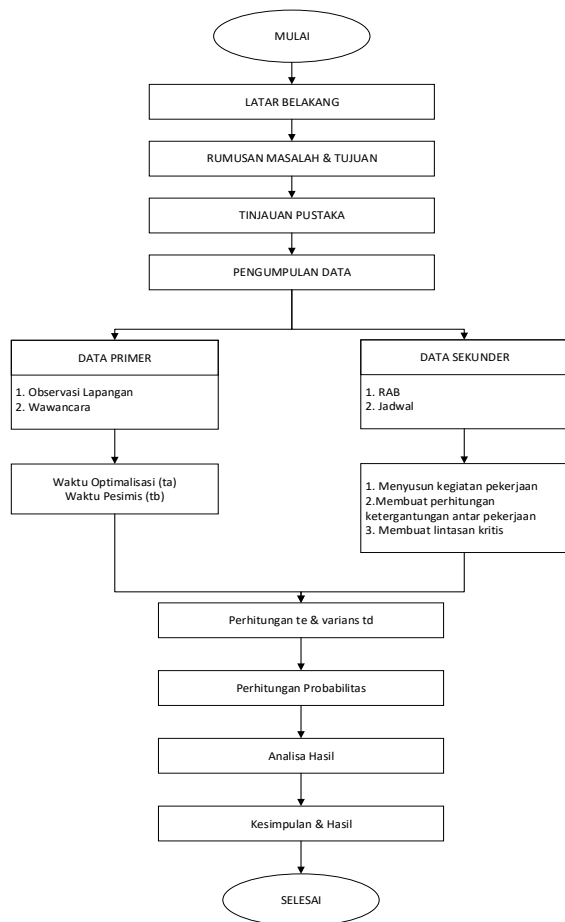 MULAI
LATAR BELAKANG
RUMUSAN MASALAH & TUJUAN
TINJAUAN PUSTAKA
PENGUMPULAN DATA
DATA PRIMER
1. Observasi Lapangan
2. Wawancara
DATA SEKUNDER
1. RAB
2. Jadwal
Waktu Optimalisasi (ta)
Waktu Pesimis (tb)
1. Menyusun kegiatan pekerjaan
2.Membuat perhitungan
ketergantungan antar pekerjaan
3. Membuat lintasan kritis
Perhitungan te & varians td
Perhitungan Probabilitas
Analisa Hasil
Kesimpulan & Hasil
SELESAI